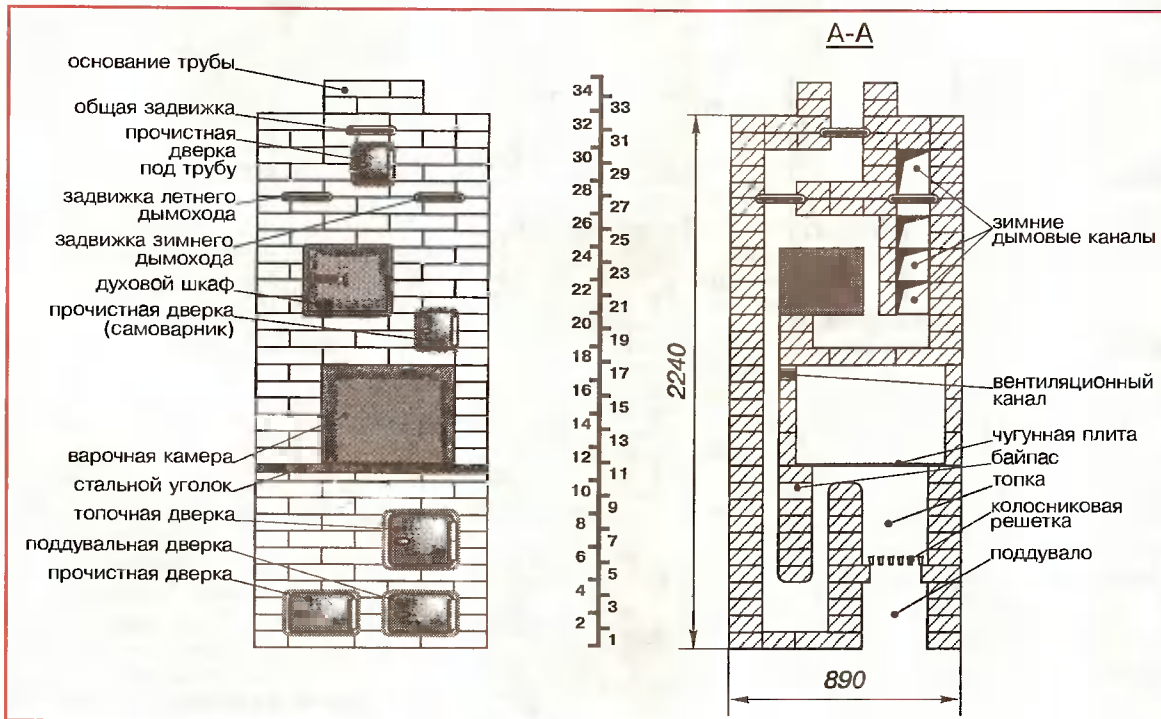 основание трубы
общая задвижка
прочистная
дверка
под трубу
задвижка летнего
дымохода
задвижка зимнего
дымохода
духовой шкаф
прочистная дверка
(самоварник)
варочная камера
стальной уголок
топочная дверка
поддувальная дверка
прочистная дверка
34
33
32
31
30
29
28
27
26
25
24
23
22
21
20
19
18
17
16
15
14
13
12
11
10
9
8
7
6
5
4
3
2
1
А-А
2240
890
зимние
дымовые каналы
вентиляционный
канал
чугунная плита
байпас
топка
колосниковая
решетка
поддувало